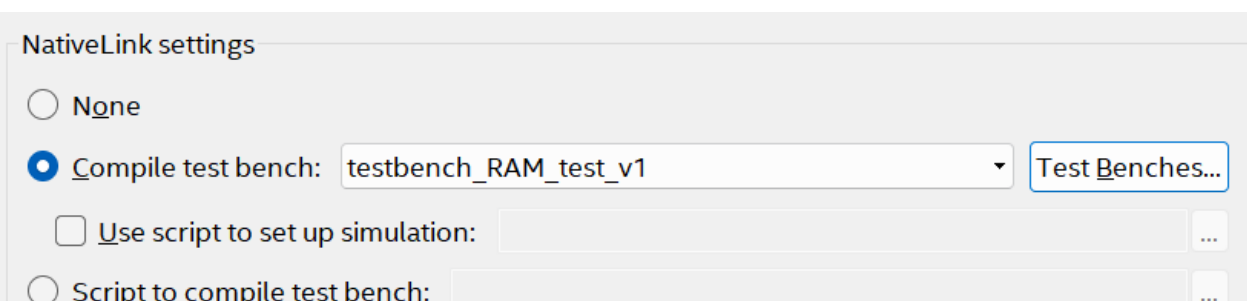 NativeLink settings
None
Compile test bench: testbench_RAM_test_v1 Test Benches...
Use script to set up simulation: ...
Script to compile test bench: ...